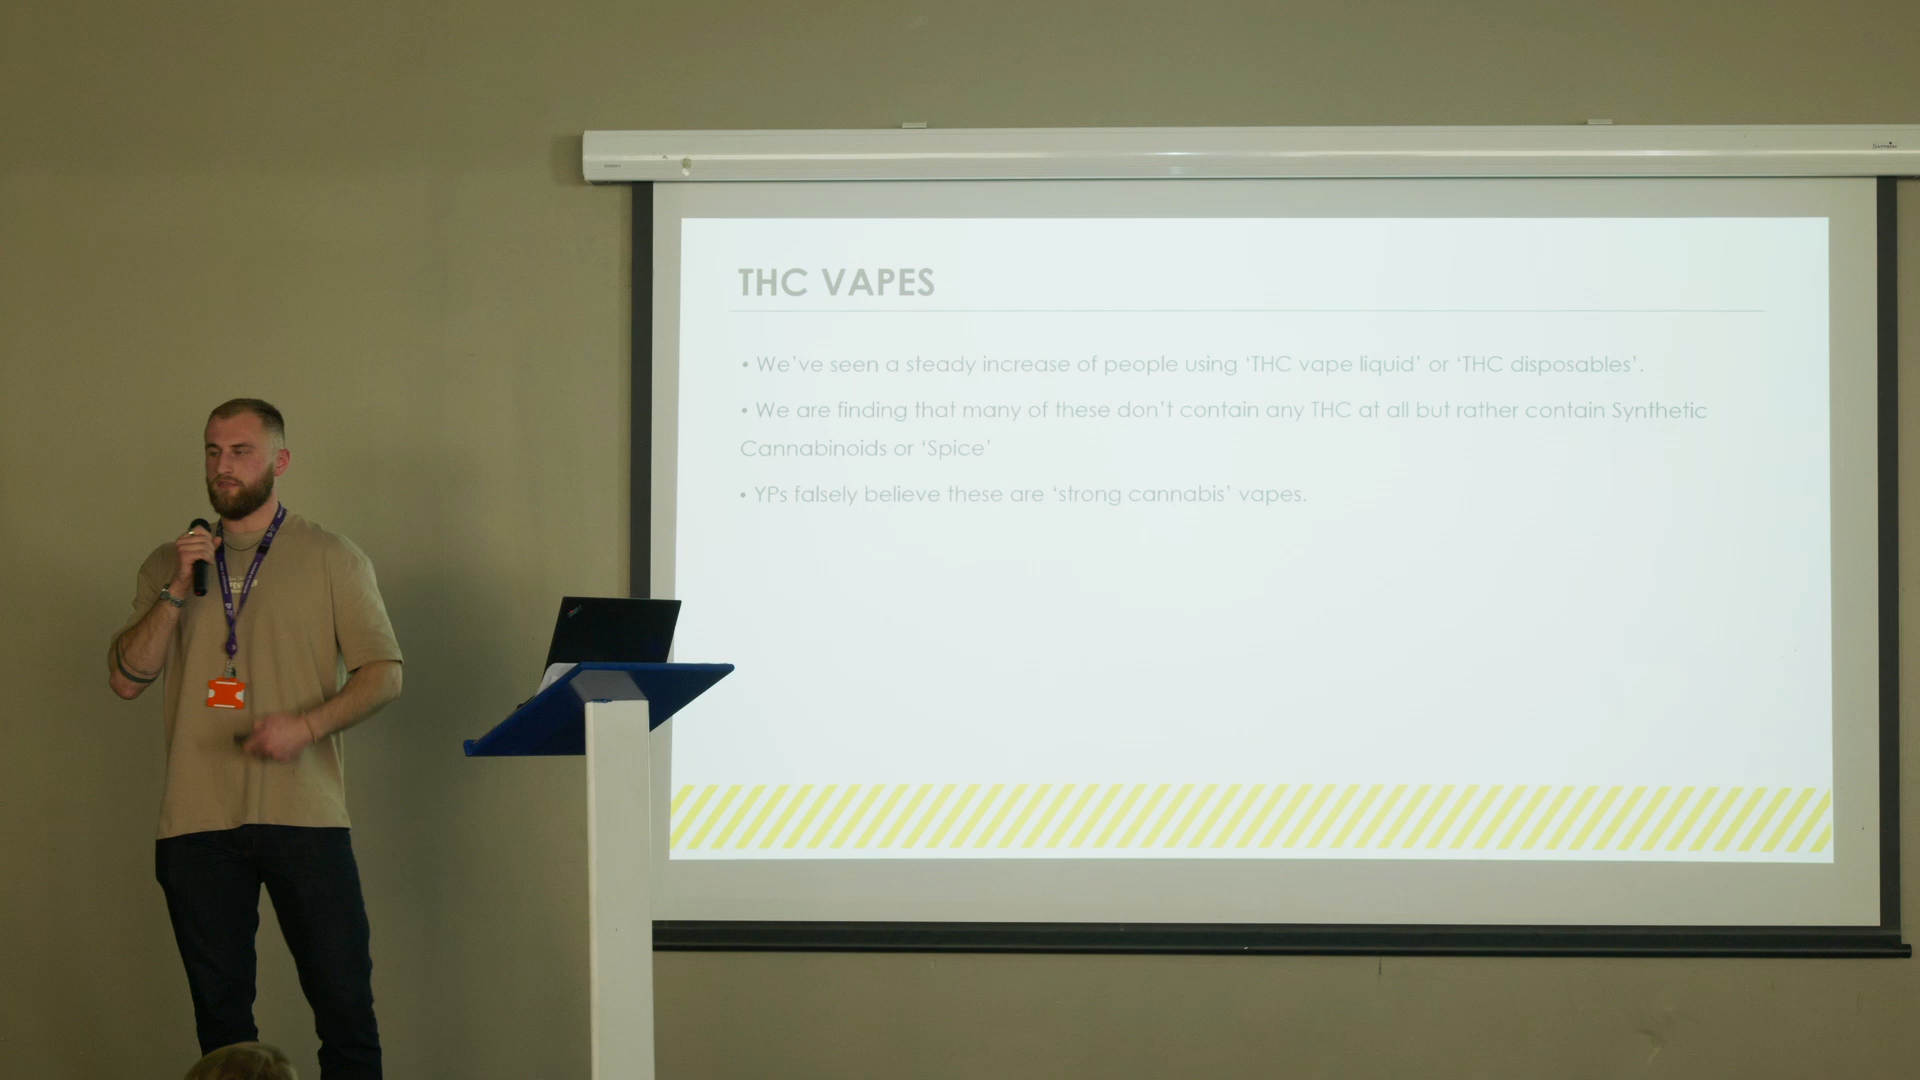 THC VAPES
• We’ve seen a steady increase of people using ‘THC vape liquid’ or ‘THC disposables’.
• We are finding that many of these don’t contain any THC at all but rather contain Synthetic
Cannabinoids or ‘Spice’
• YPs falsely believe these are ‘strong cannabis’ vapes.